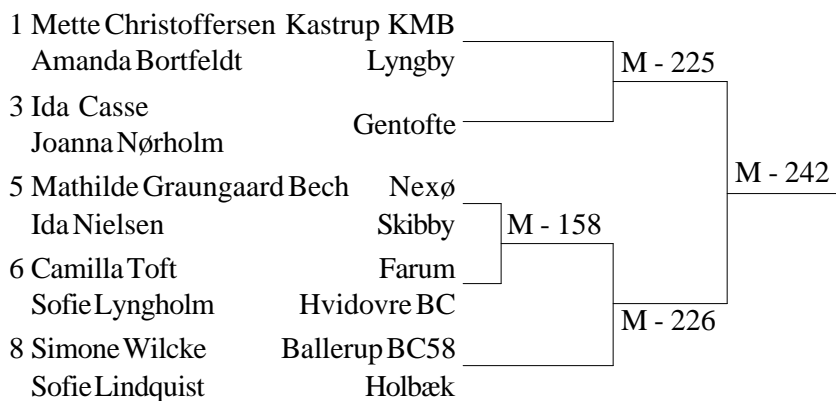 1 Mette Christoffersen Kastrup KMB
Amanda Bortfeldt Lyngby
M - 225
3 Ida Casse
Gentofte
Joanna Nørholm
M - 242
5 Mathilde Graungaard Bech Nexø
Ida Nielsen Skibby
M - 158
6 Camilla Toft Farum
Sofie Lyngholm Hvidovre BC
M - 226
8 Simone Wilcke Ballerup BC58
Sofie Lindquist Holbæk